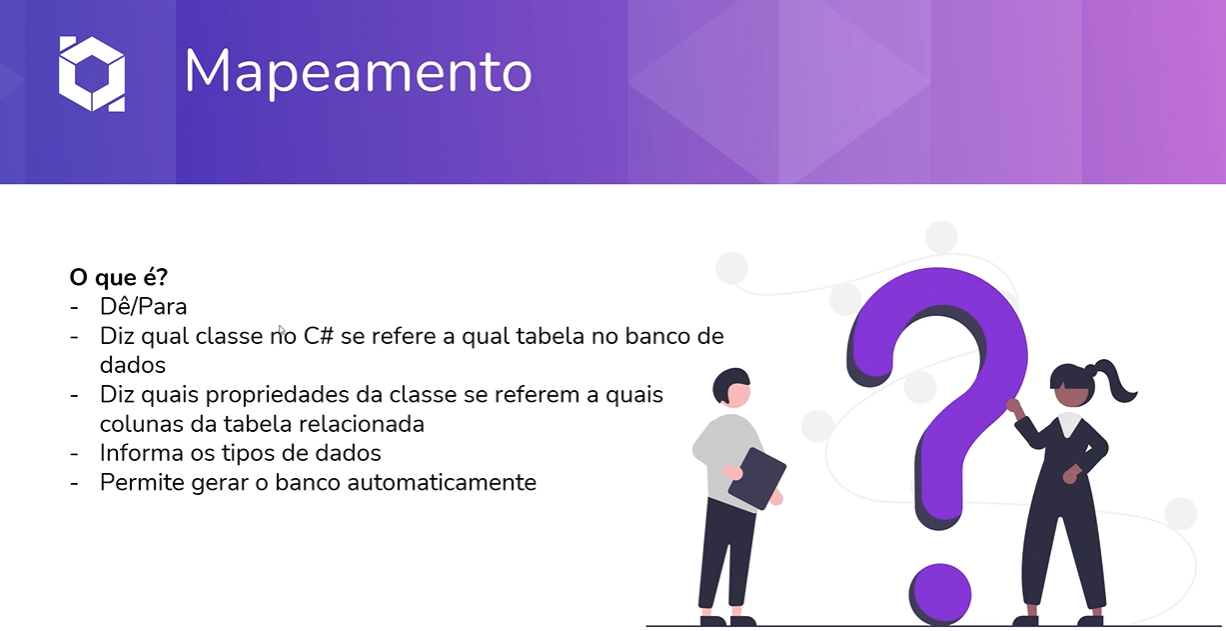 Mapeamento
O que é?
- Dê/Para
- Diz qual classe no C# se refere a qual tabela no banco de
dados
- Diz quais propriedades da classe se referem a quais
colunas da tabela relacionada
- Informa os tipos de dados
- Permite gerar o banco automaticamente